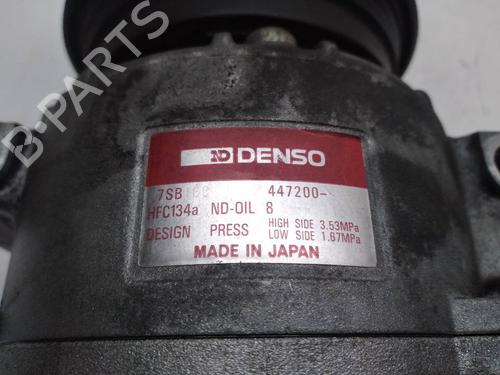 B-PARTS
ND DENSO
7SB 447200-
HFC134a ND-OIL 8
DESIGN PRESS HIGH SIDE 3.53MPa
LOW SIDE 1.67MPa
MADE IN JAPAN